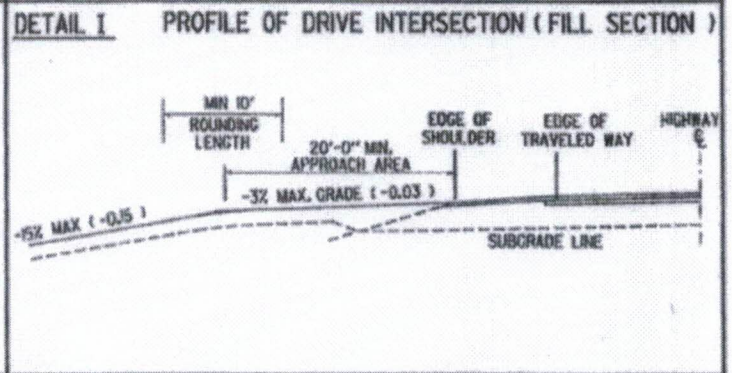 DETAIL I PROFILE OF DRIVE INTERSECTION ( FILL SECTION )
MIN 10'
ROUNDING
LENGTH
20'-0" MIN.
APPROACH AREA
EDGE OF
SHOULDER
EDGE OF
TRAVELED WAY
HIGHWAY
℄
-3% MAX. GRADE ( -0.03 )
-15% MAX ( -0.15 )
SUBGRADE LINE